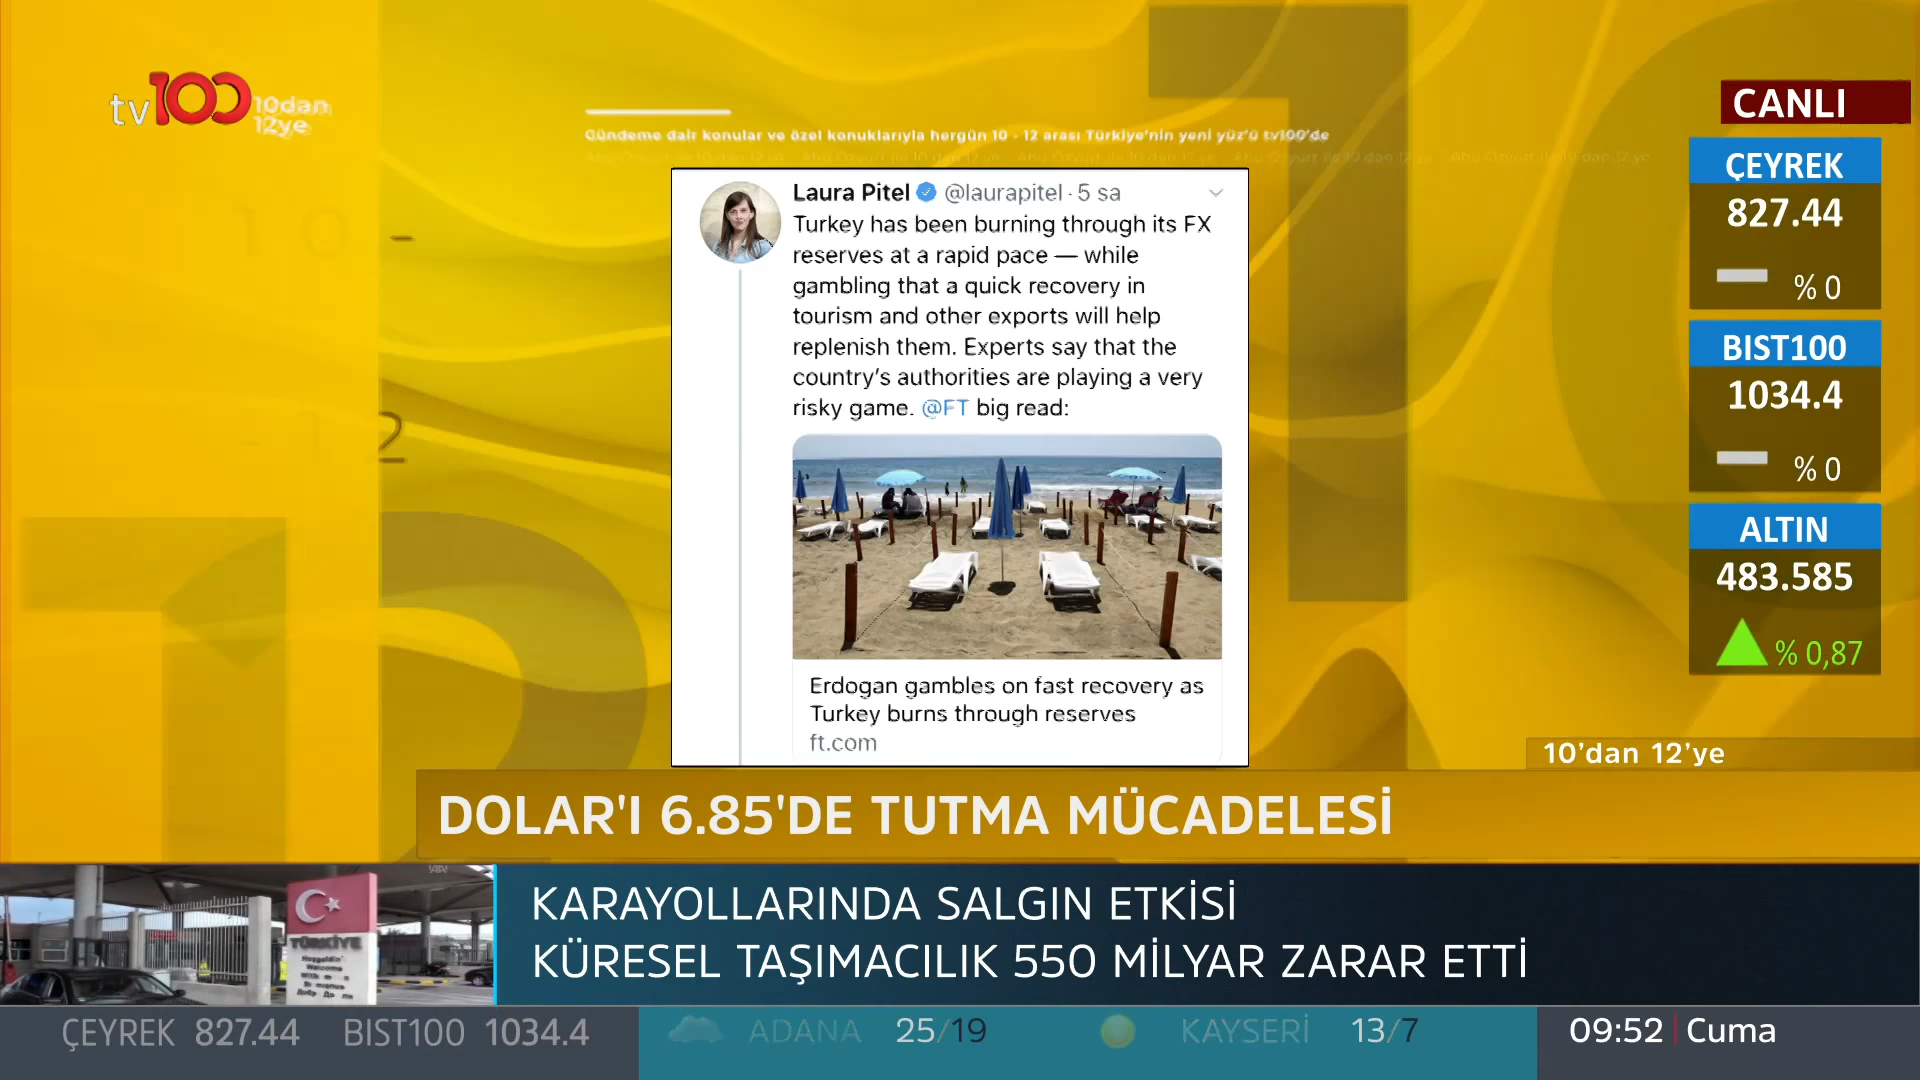 tv100 10dan
12ye
Gündeme dair konular ve özel konuklarıyla hergün 10 - 12 arası Türkiye'nin yeni yüz'ü tv100'de
CANLI
ÇEYREK
827.44
% 0
BIST100
1034.4
% 0
ALTIN
483.585
% 0,87
10
12
Laura Pitel @laurapitel · 5 sa
Turkey has been burning through its FX
reserves at a rapid pace — while
gambling that a quick recovery in
tourism and other exports will help
replenish them. Experts say that the
country's authorities are playing a very
risky game. @FT big read:
Erdogan gambles on fast recovery as
Turkey burns through reserves
ft.com
10'dan 12'ye
DOLAR'I 6.85'DE TUTMA MÜCADELESİ
TÜRKİYE
Hoşgeldiniz
Welcome
KARAYOLLARINDA SALGIN ETKİSİ
KÜRESEL TAŞIMACILIK 550 MİLYAR ZARAR ETTİ
ÇEYREK 827.44 BIST100 1034.4 ADANA 25/19 KAYSERİ 13/7 09:52 Cuma